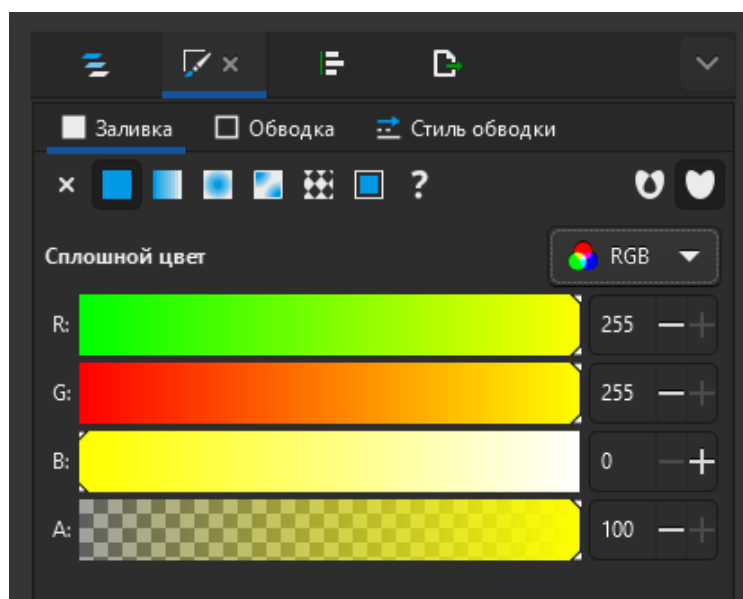 Заливка Обводка Стиль обводки
?
Сплошной цвет RGB
R: 255
G: 255
B: 0
A: 100